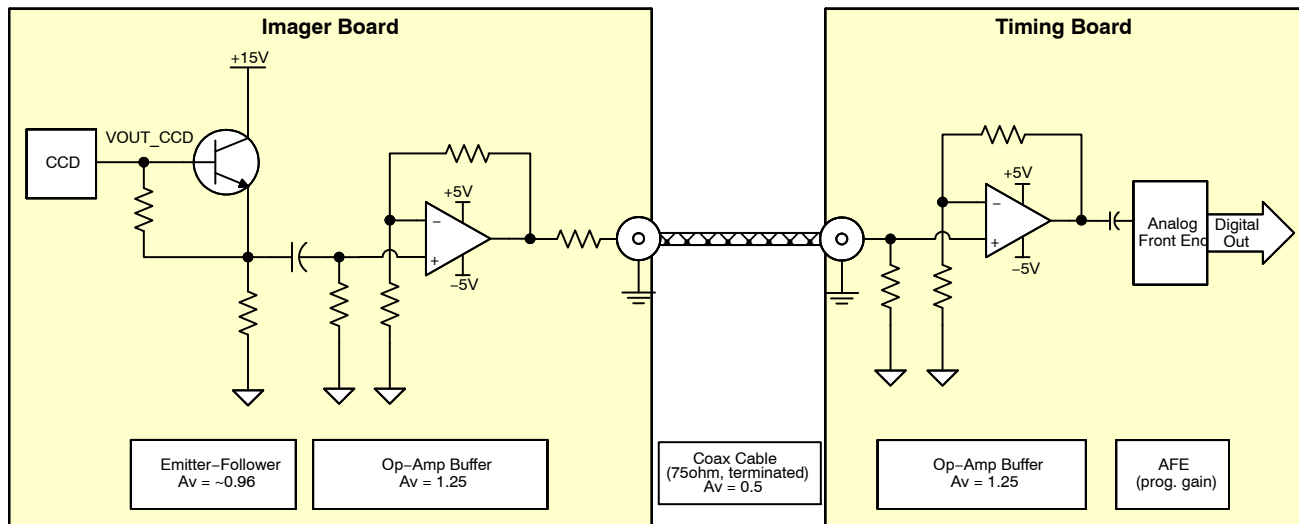 Imager Board
Timing Board
+15V
VOUT_CCD
CCD
+5V
−
+
−5V
+5V
−
+
−5V
Analog
Front End
Digital
Out
Emitter−Follower
Av = ~0.96
Op−Amp Buffer
Av = 1.25
Coax Cable
(75ohm, terminated)
Av = 0.5
Op−Amp Buffer
Av = 1.25
AFE
(prog. gain)